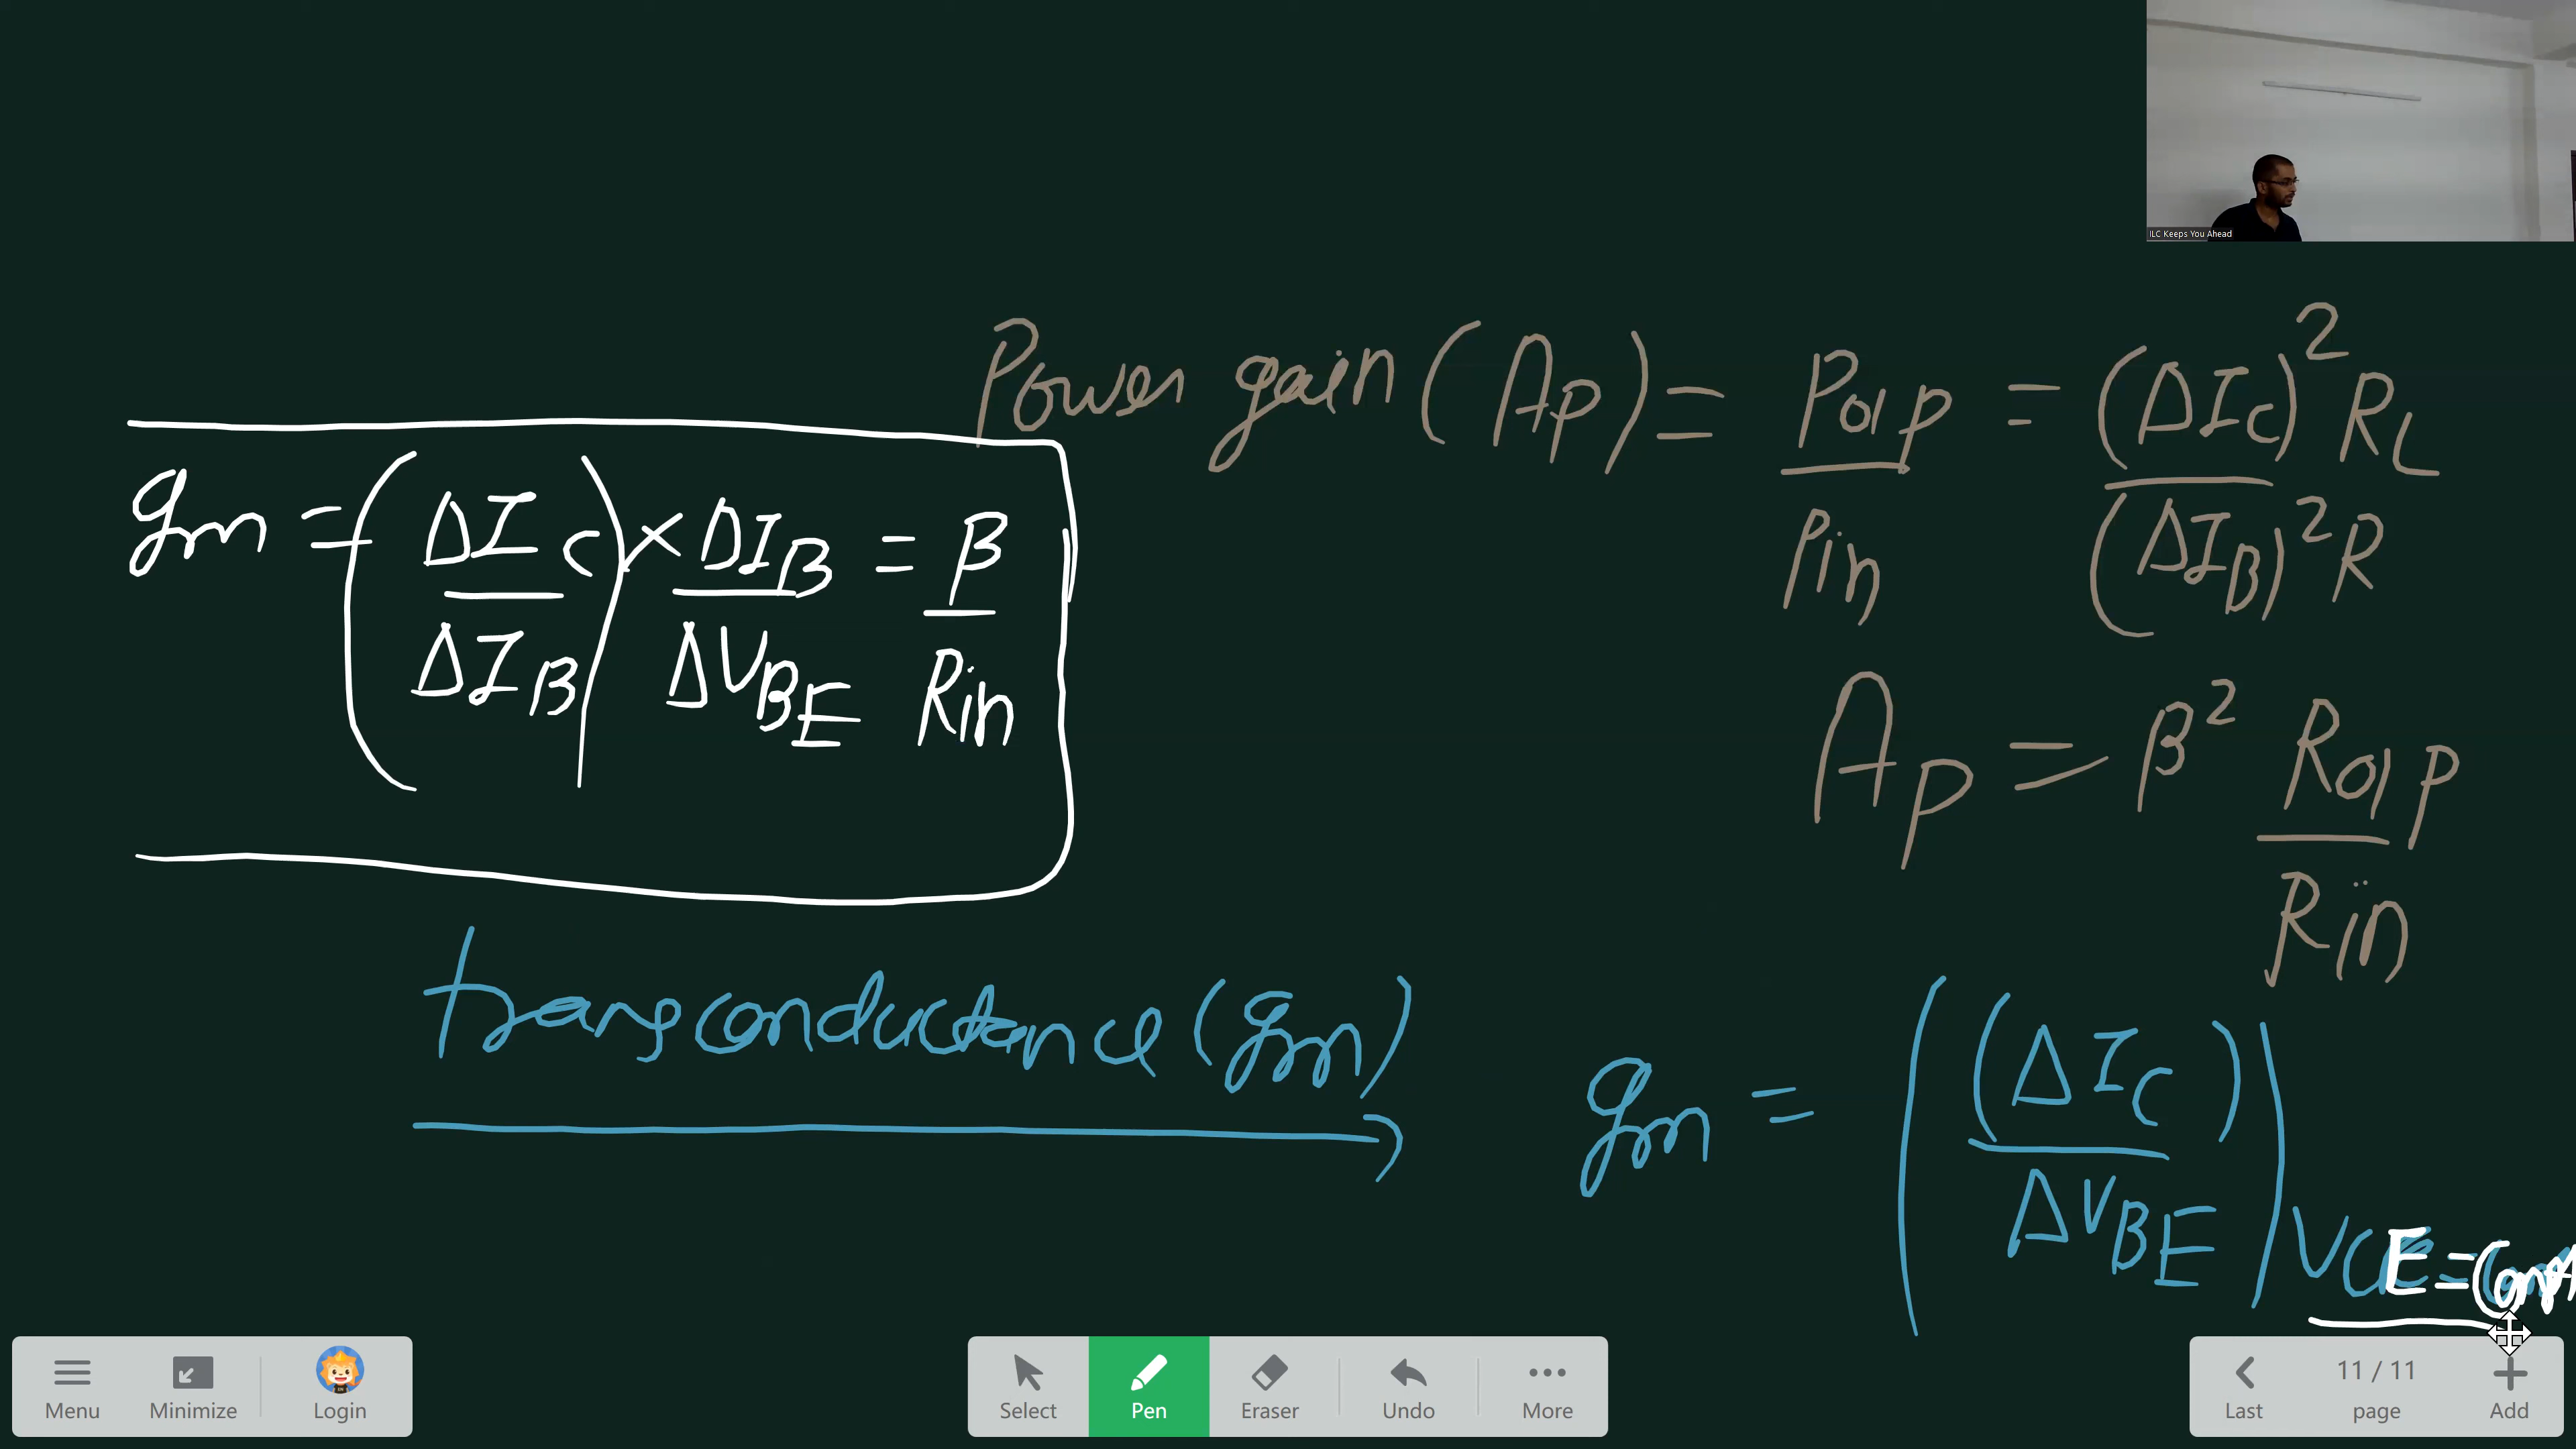 ILC Keeps You Ahead
Power gain (Ap) = Po/p / Pin = (ΔIc)² RL / (ΔIB)² R
gm = (ΔIc / ΔIB) × ΔIB / ΔVBE = β / Rin
Ap = β² Ro/p / Rin
transconductance (gm)
gm = ((ΔIc) / ΔVBE) VCE = Const
Menu Minimize Login
Select Pen Eraser Undo More
Last 11 / 11 page Add